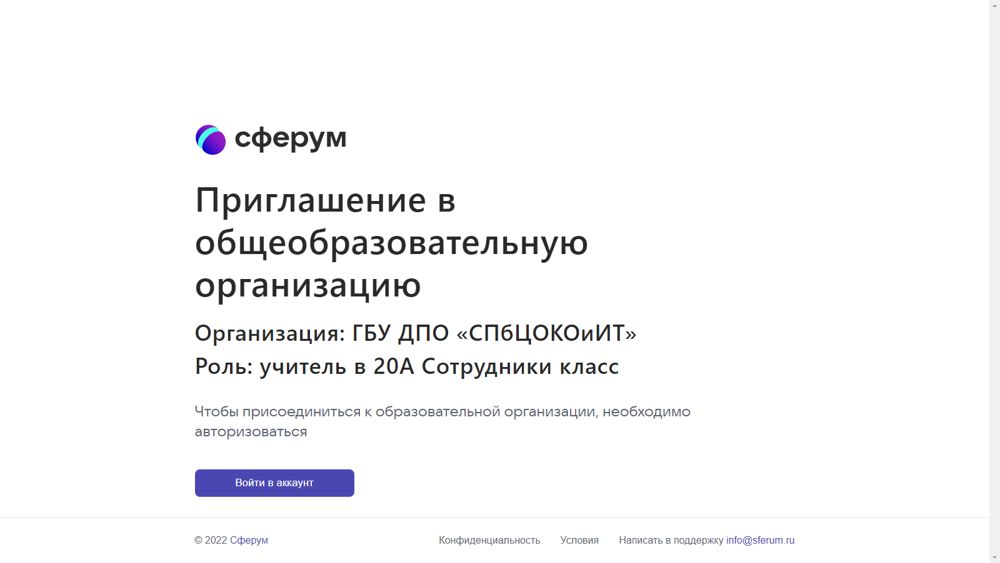 сферум
Приглашение в
общеобразовательную
организацию
Организация: ГБУ ДПО «СПбЦОКОиИТ»
Роль: учитель в 20А Сотрудники класс
Чтобы присоединиться к образовательной организации, необходимо
авторизоваться
Войти в аккаунт
© 2022 Сферум Конфиденциальность Условия Написать в поддержку info@sferum.ru